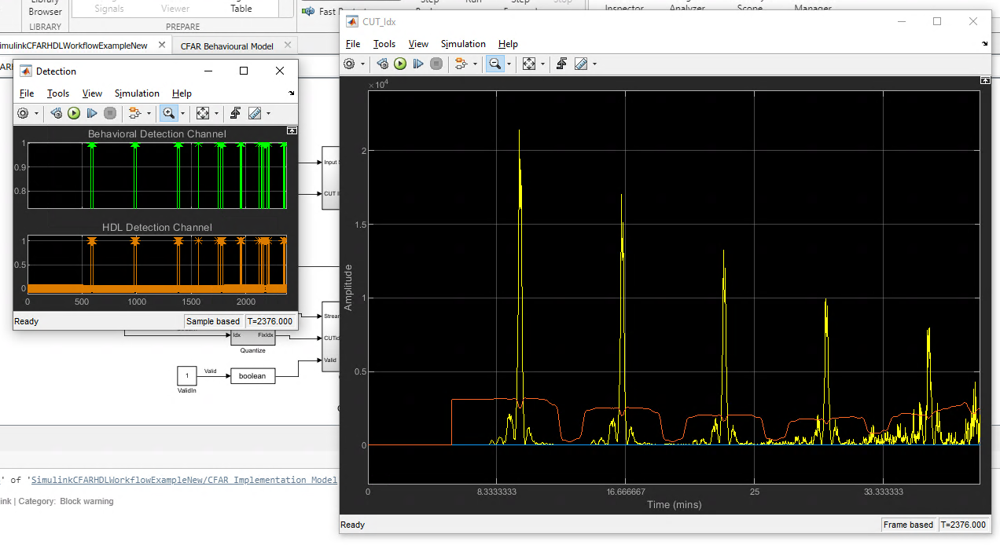 Library
Browser
LIBRARY
Signals
Viewer
Table
PREPARE
Fast
Step
Run
Step
Stop
Inspector
Analyzer
Scope
Manager
imulinkCFARHDLWorkflowExampleNew
CFAR Behavioural Model
Detection
File Tools View Simulation Help
Behavioral Detection Channel
1
0.9
0.8
HDL Detection Channel
1
0.5
0
0 500 1000 1500 2000
Ready Sample based T=2376.000
Input
CUT
Idx FixIdx
Quantize
1
Valid
boolean
ValidIn
Valid
' of 'SimulinkCFARHDLWorkflowExampleNew/CFAR Implementation Model
ink | Category: Block warning
CUT_Idx
File Tools View Simulation Help
×10^4
2
1.5
1
0.5
0
Amplitude
0 8.3333333 16.666667 25 33.333333
Time (mins)
Ready Frame based T=2376.000